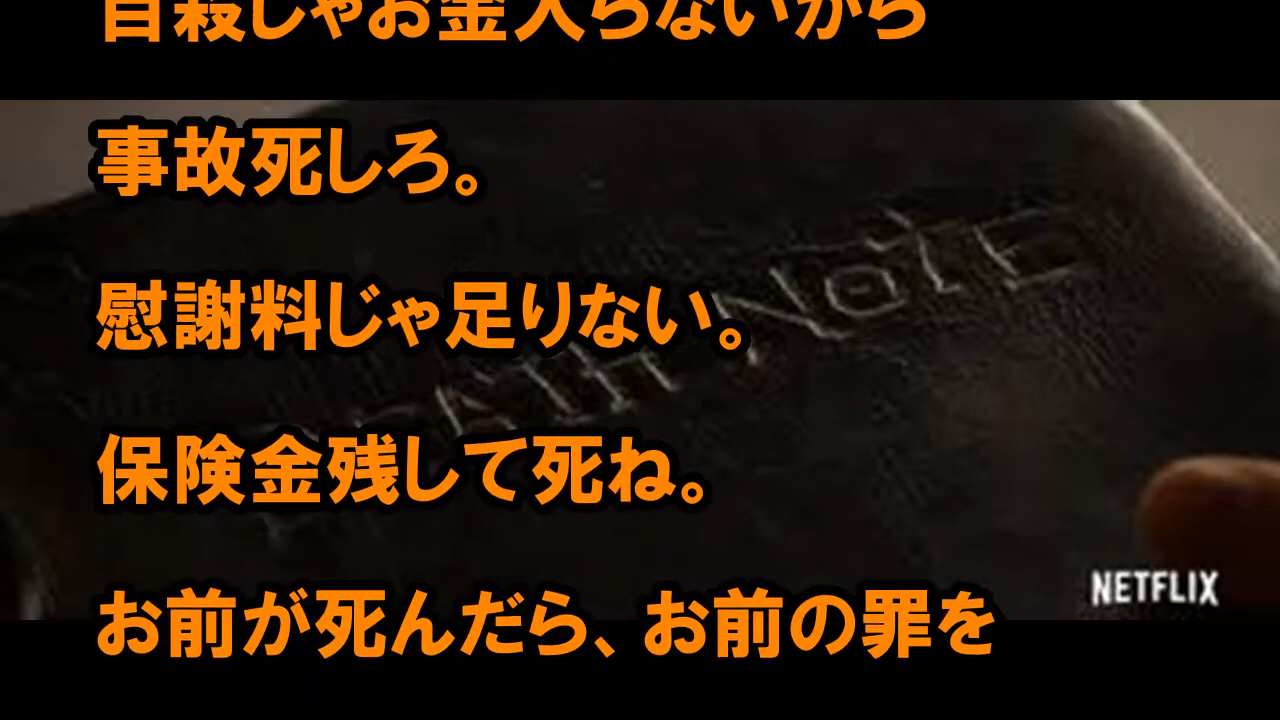 自殺じゃお金入らないから
事故死しろ。
慰謝料じゃ足りない。
DEATH NOTE
保険金残して死ね。
NETFLIX
お前が死んだら、お前の罪を